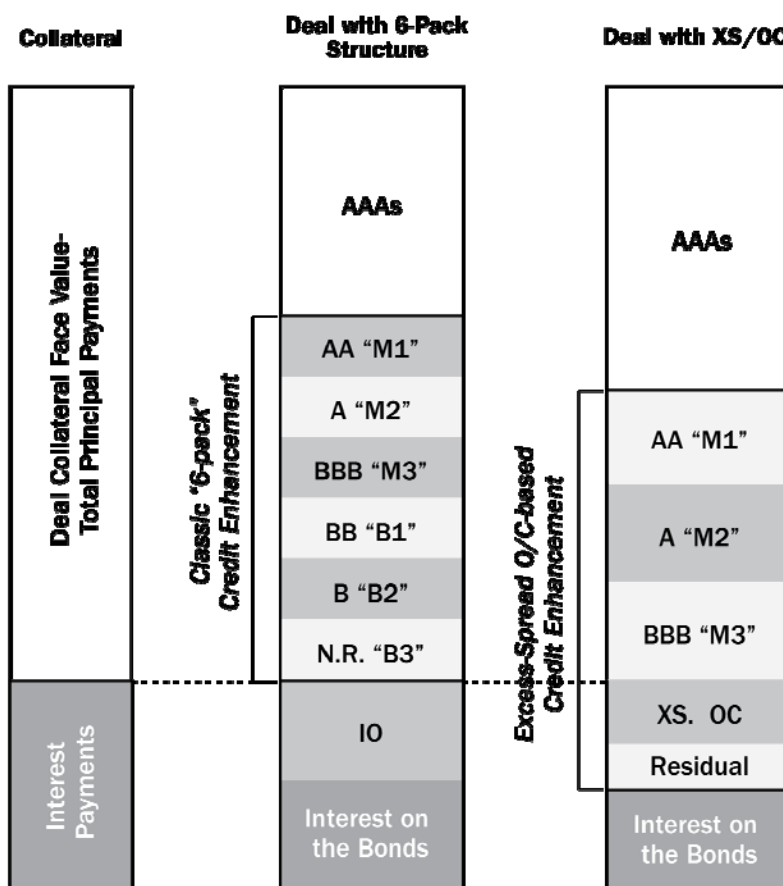 Collateral
Deal with 6-Pack
Structure
Deal with XS/OC
Deal Collateral Face Value-
Total Principal Payments
Interest
Payments
Classic "6-pack"
Credit Enhancement
AAAs
AA “M1”
A “M2”
BBB “M3”
BB “B1”
B “B2”
N.R. “B3”
IO
Interest on
the Bonds
Excess-Spread O/C-based
Credit Enhancement
AAAs
AA “M1”
A “M2”
BBB “M3”
XS. OC
Residual
Interest on
the Bonds